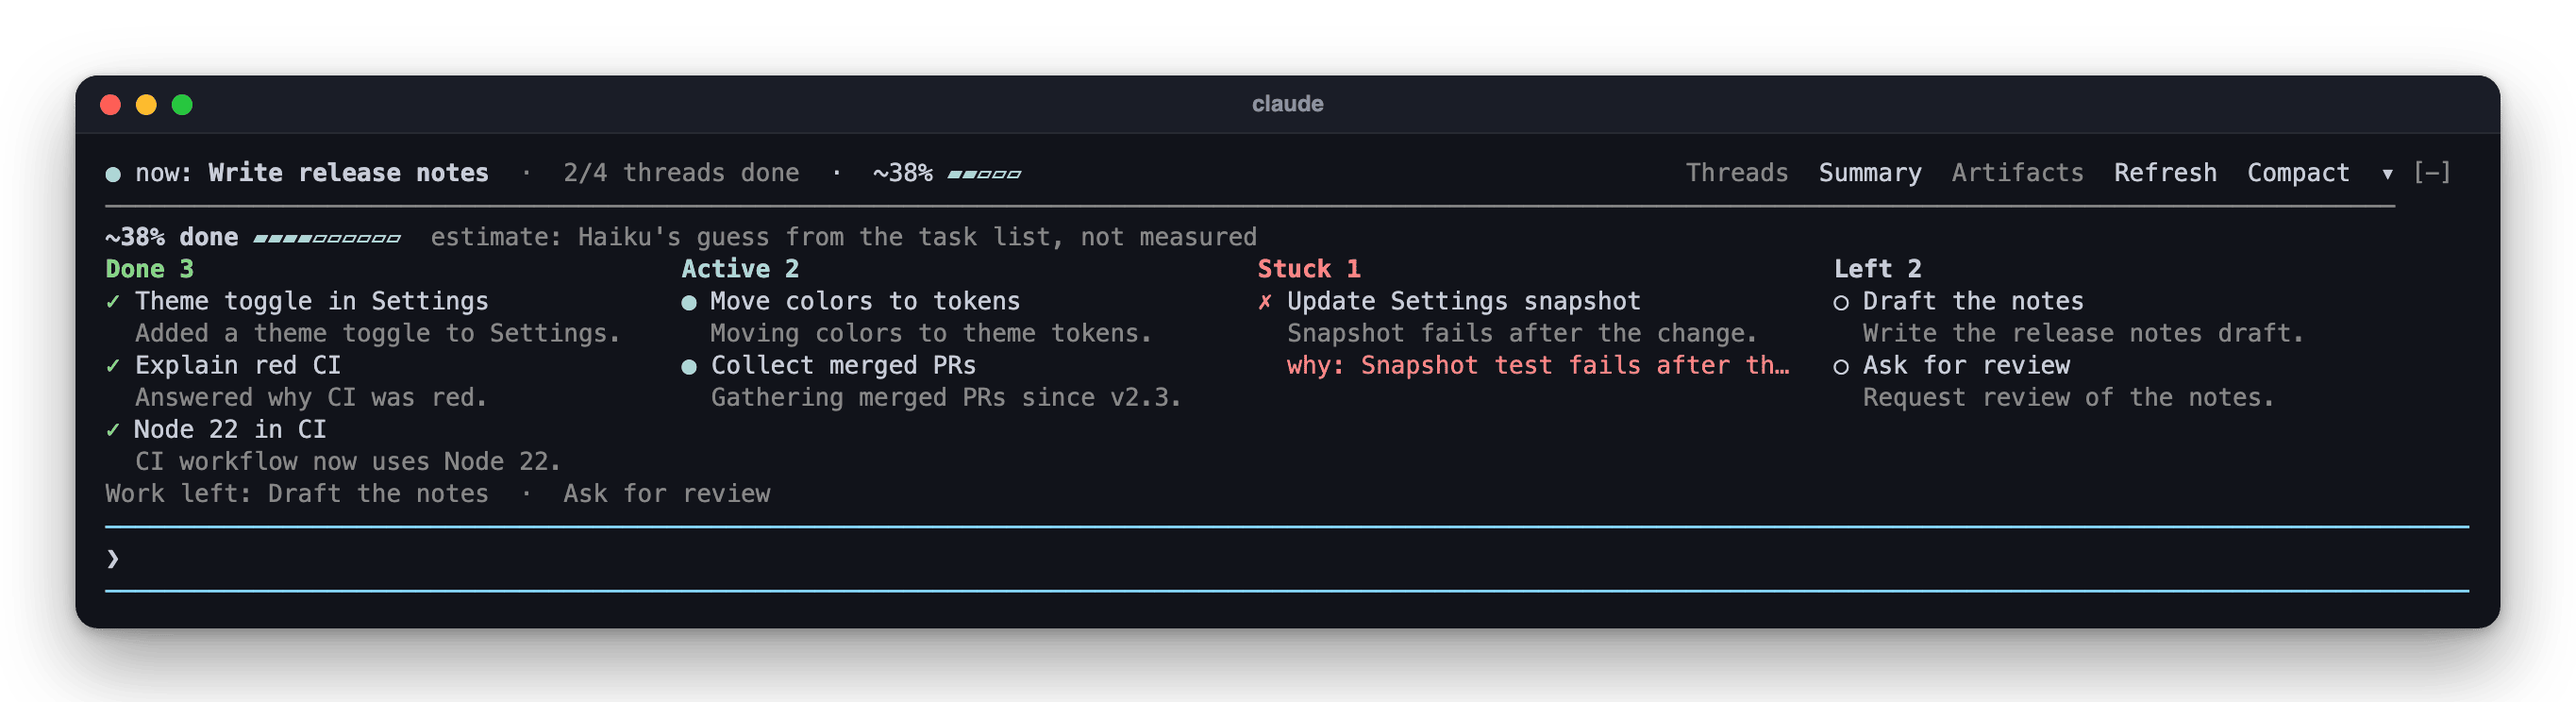 claude
● now: Write release notes · 2/4 threads done · ~38% ▰▰▱▱▱ Threads Summary Artifacts Refresh Compact ▾ [−]
~38% done ▰▰▰▰▱▱▱▱▱▱ estimate: Haiku's guess from the task list, not measured
Done 3
✓ Theme toggle in Settings
Added a theme toggle to Settings.
✓ Explain red CI
Answered why CI was red.
✓ Node 22 in CI
CI workflow now uses Node 22.
Active 2
● Move colors to tokens
Moving colors to theme tokens.
● Collect merged PRs
Gathering merged PRs since v2.3.
Stuck 1
✗ Update Settings snapshot
Snapshot fails after the change.
why: Snapshot test fails after th…
Left 2
○ Draft the notes
Write the release notes draft.
○ Ask for review
Request review of the notes.
Work left: Draft the notes · Ask for review
❯